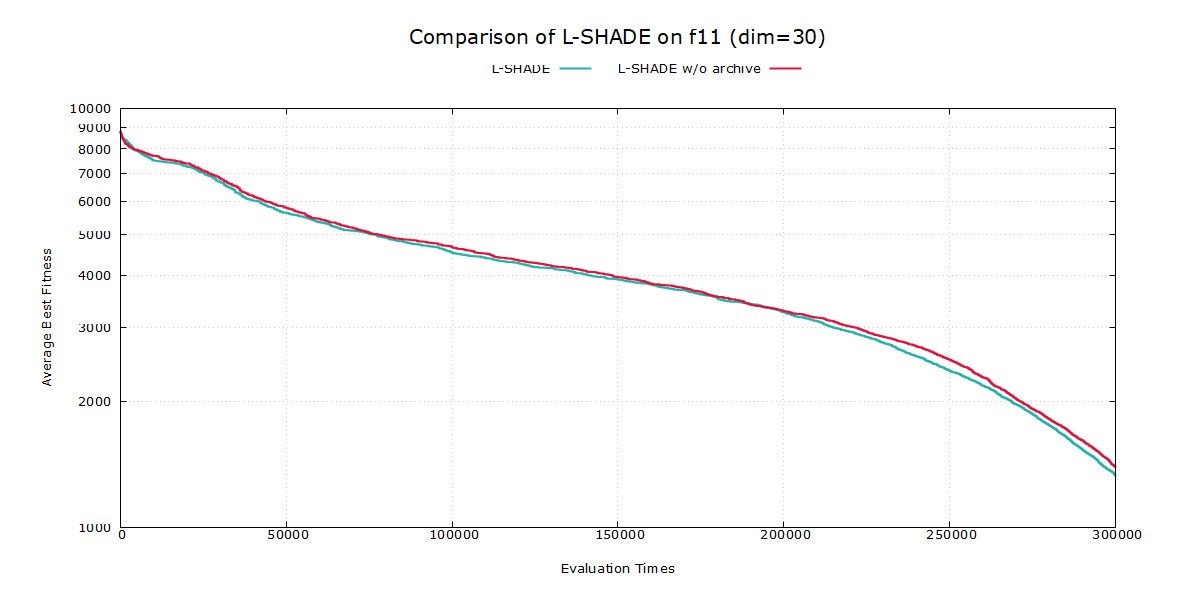 Comparison of L-SHADE on f11 (dim=30)
L-SHADE L-SHADE w/o archive
10000
9000
8000
7000
6000
5000
4000
3000
2000
1000
Average Best Fitness
0 50000 100000 150000 200000 250000 300000
Evaluation Times